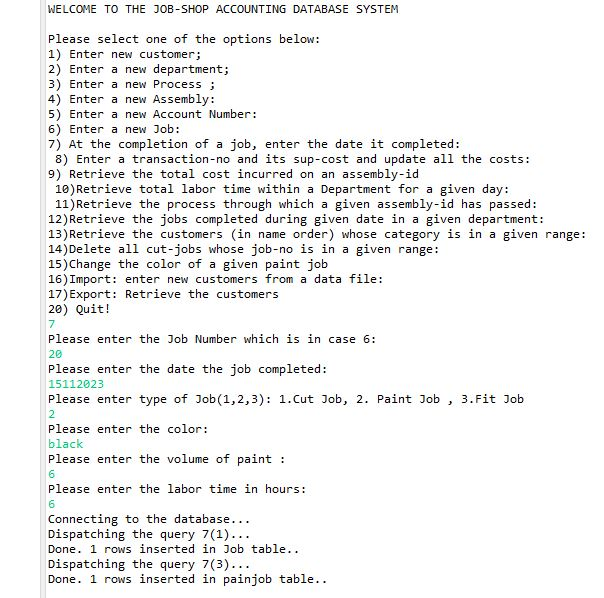 WELCOME TO THE JOB-SHOP ACCOUNTING DATABASE SYSTEM
Please select one of the options below:
1) Enter new customer;
2) Enter a new department;
3) Enter a new Process ;
4) Enter a new Assembly:
5) Enter a new Account Number:
6) Enter a new Job:
7) At the completion of a job, enter the date it completed:
8) Enter a transaction-no and its sup-cost and update all the costs:
9) Retrieve the total cost incurred on an assembly-id
10)Retrieve total labor time within a Department for a given day:
11)Retrieve the process through which a given assembly-id has passed:
12)Retrieve the jobs completed during given date in a given department:
13)Retrieve the customers (in name order) whose category is in a given range:
14)Delete all cut-jobs whose job-no is in a given range:
15)Change the color of a given paint job
16)Import: enter new customers from a data file:
17)Export: Retrieve the customers
20) Quit!
7
Please enter the Job Number which is in case 6:
20
Please enter the date the job completed:
15112023
Please enter type of Job(1,2,3): 1.Cut Job, 2. Paint Job , 3.Fit Job
2
Please enter the color:
black
Please enter the volume of paint :
6
Please enter the labor time in hours:
6
Connecting to the database...
Dispatching the query 7(1)...
Done. 1 rows inserted in Job table..
Dispatching the query 7(3)...
Done. 1 rows inserted in painjob table..